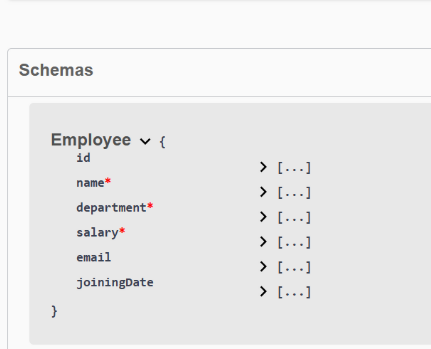 Schemas
Employee {
id [...]
name* [...]
department* [...]
salary* [...]
email [...]
joiningDate [...]
}